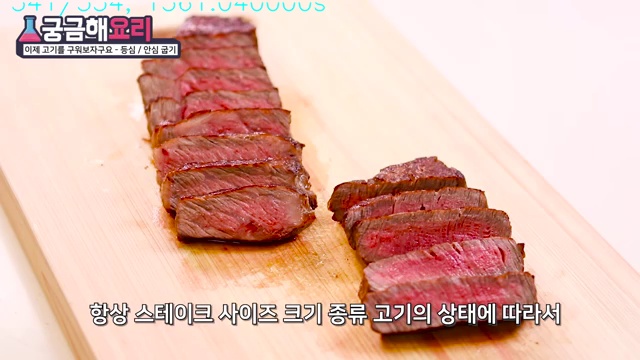 궁금해요리
이제 고기를 구워보자구요 - 등심 / 안심 굽기
항상 스테이크 사이즈 크기 종류 고기의 상태에 따라서